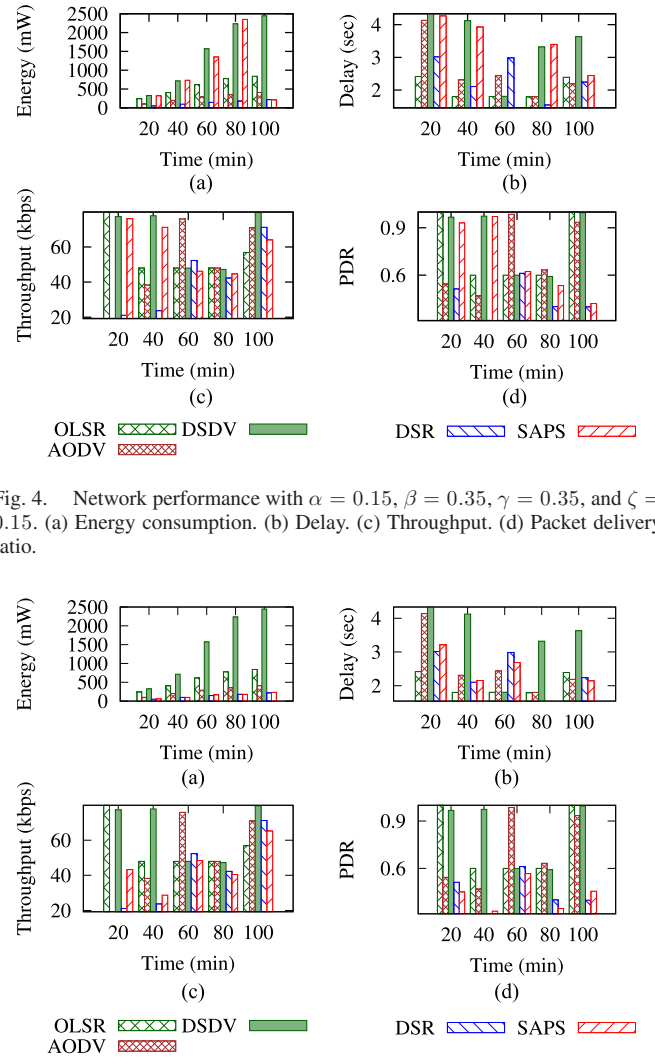 2500
2000
1500
1000
500
0
Energy (mW)
20 40 60 80 100
Time (min)
(a)
4
3
2
Delay (sec)
20 40 60 80 100
Time (min)
(b)
60
40
20
Throughput (kbps)
20 40 60 80 100
Time (min)
(c)
0.9
0.6
PDR
20 40 60 80 100
Time (min)
(d)
OLSR DSDV
AODV
DSR SAPS
Fig. 4. Network performance with α = 0.15, β = 0.35, γ = 0.35, and ζ =
0.15. (a) Energy consumption. (b) Delay. (c) Throughput. (d) Packet delivery
ratio.
2500
2000
1500
1000
500
0
Energy (mW)
20 40 60 80 100
Time (min)
(a)
4
3
2
Delay (sec)
20 40 60 80 100
Time (min)
(b)
60
40
20
Throughput (kbps)
20 40 60 80 100
Time (min)
(c)
0.9
0.6
PDR
20 40 60 80 100
Time (min)
(d)
OLSR DSDV
AODV
DSR SAPS